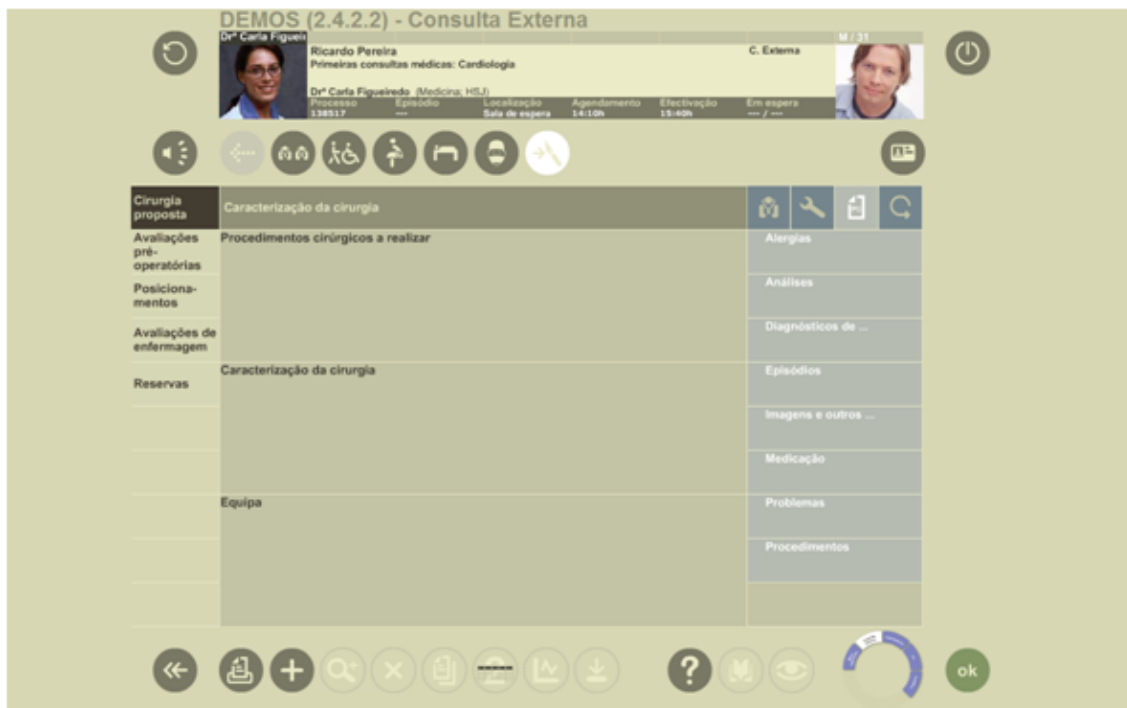 DEMOS (2.4.2.2) - Consulta Externa
Drª Carla Figueir
M / 31
Ricardo Pereira
C. Externa
Primeiras consultas médicas: Cardiologia
Drª Carla Figueiredo (Medicina; HSJ)
Processo Episódio Localização Agendamento Efectivação Em espera
138517 --- Sala de espera 14:10h 15:40h --- / ---
Cirurgia
proposta
Caracterização da cirurgia
Avaliações
pré-
operatórias
Procedimentos cirúrgicos a realizar
Alergias
Posiciona-
mentos
Análises
Avaliações de
enfermagem
Diagnósticos de ...
Reservas
Caracterização da cirurgia
Episódios
Imagens e outros ...
Medicação
Equipa
Problemas
Procedimentos
?
ok